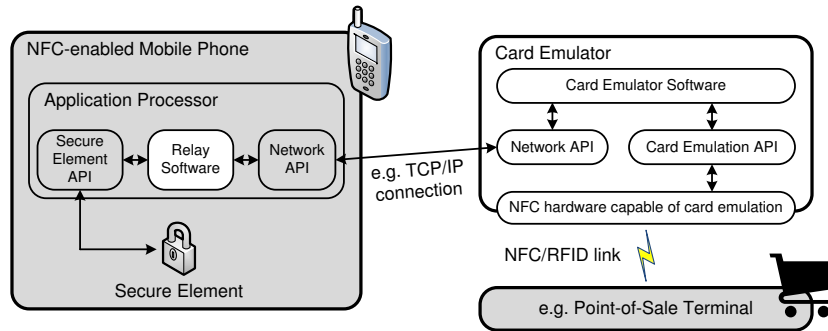 NFC-enabled Mobile Phone
Application Processor
Secure
Element
API
Relay
Software
Network
API
Secure Element
e.g. TCP/IP
connection
Card Emulator
Card Emulator Software
Network API
Card Emulation API
NFC hardware capable of card emulation
NFC/RFID link
e.g. Point-of-Sale Terminal